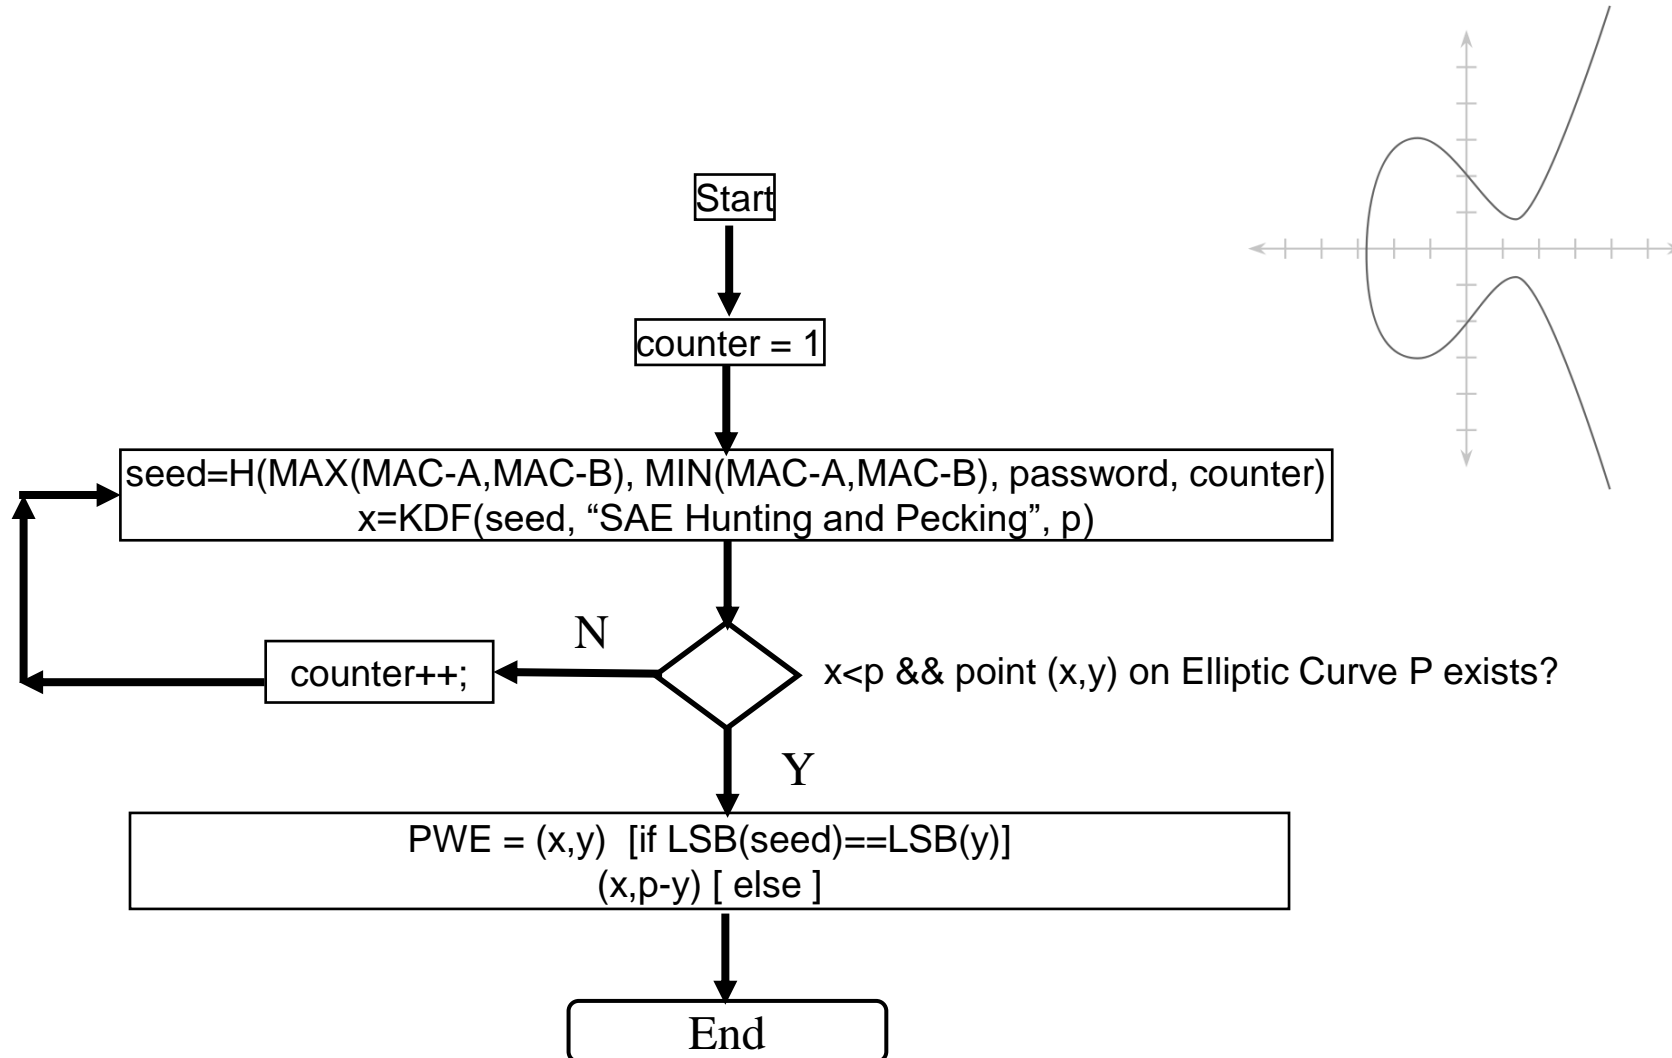 Start
counter = 1
seed=H(MAX(MAC-A,MAC-B), MIN(MAC-A,MAC-B), password, counter)
x=KDF(seed, “SAE Hunting and Pecking”, p)
N
counter++;
x<p && point (x,y) on Elliptic Curve P exists?
Y
PWE = (x,y)  [if LSB(seed)==LSB(y)]
(x,p-y) [ else ]
End